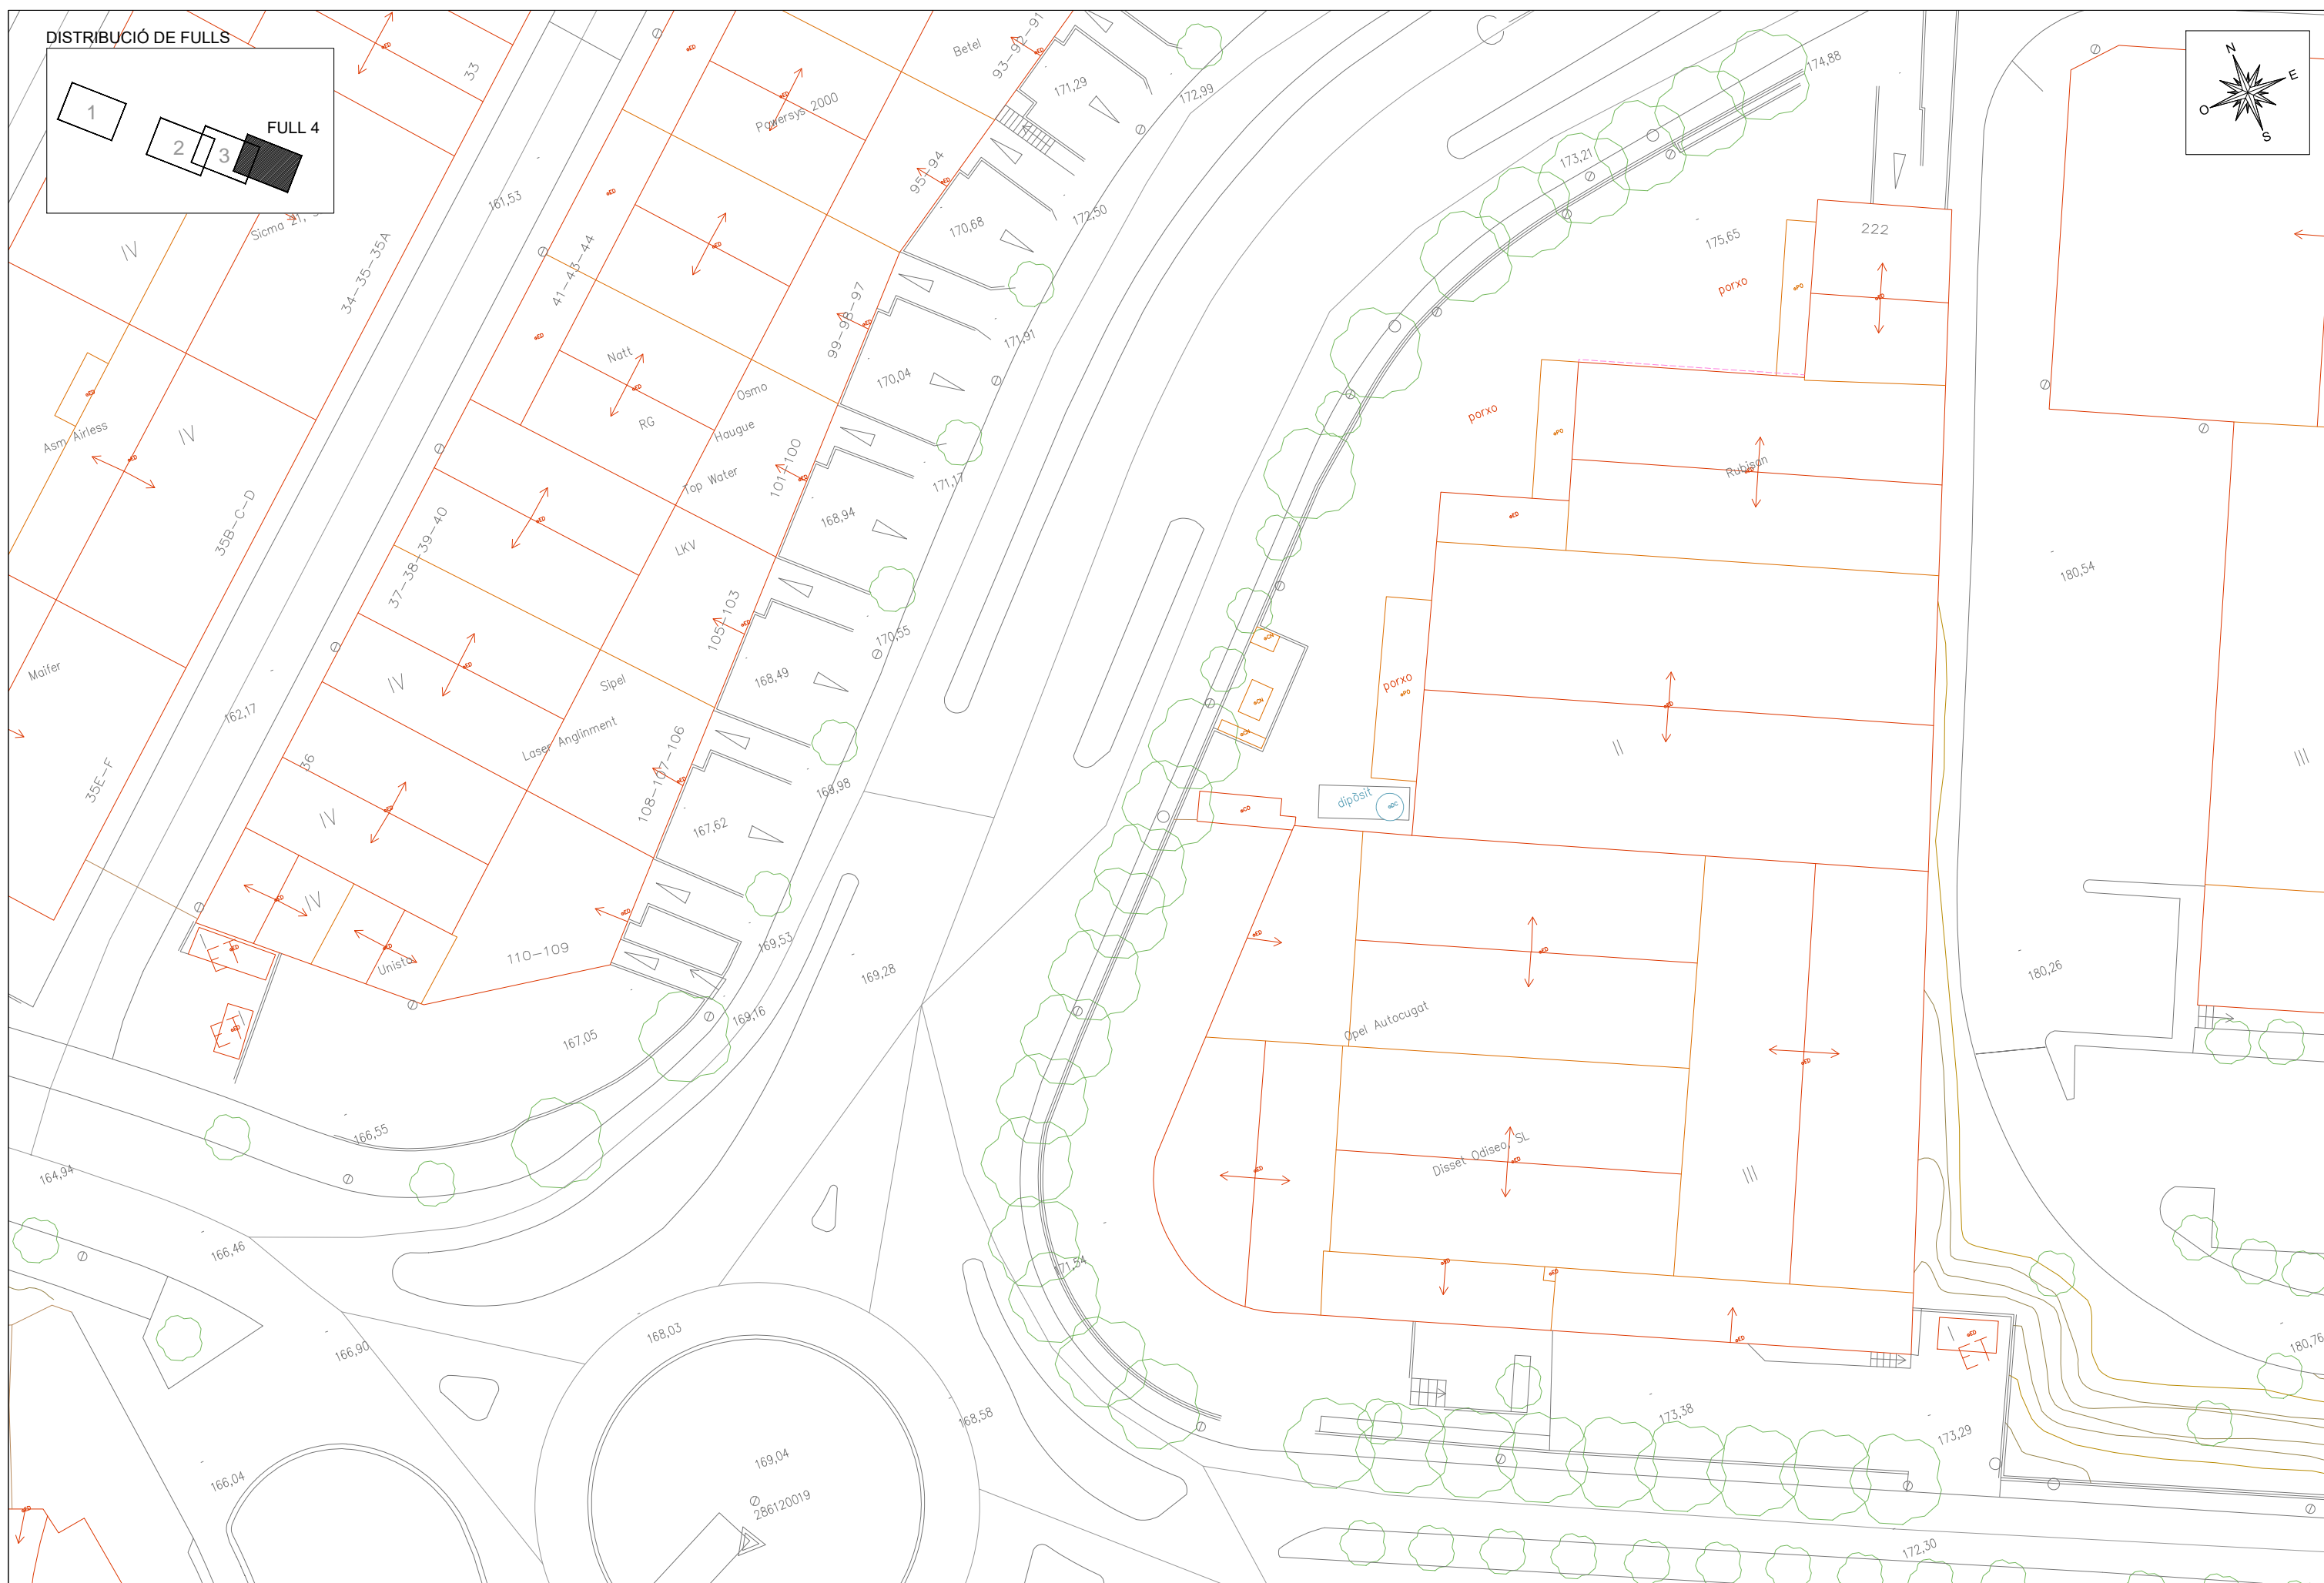 DISTRIBUCIÓ DE FULLS
1
2
3
FULL 4
N
E
S
O
33
Betel
93-92-91
171,29
172,99
174,88
Powersys 2000
95-94
173,21
161,53
170,68
172,50
222
175,65
IV
34-35-35A
41-43-44
porxo
99-98-97
171,91
Natt
170,04
Osmo
porxo
RG
Haugue
Asm Airless
IV
Top Water
101-100
171,17
Rubisan
168,94
35B-C-D
37-38-39-40
LKV
180,54
105-103
170,55
Maifer
IV
Sipel
168,49
porxo
162,17
Laser Anglinment
II
III
36
108-107-106
169,98
dipòsit
35E-F
IV
167,62
IV
110-109
169,53
Unista
169,28
180,26
167,05
169,16
Opel Autocugat
ET
ET
166,55
Disset Odiseo, SL
164,94
III
166,46
171,54
168,03
166,90
ET
180,76
168,58
173,38
173,29
169,04
166,04
286120019
172,30